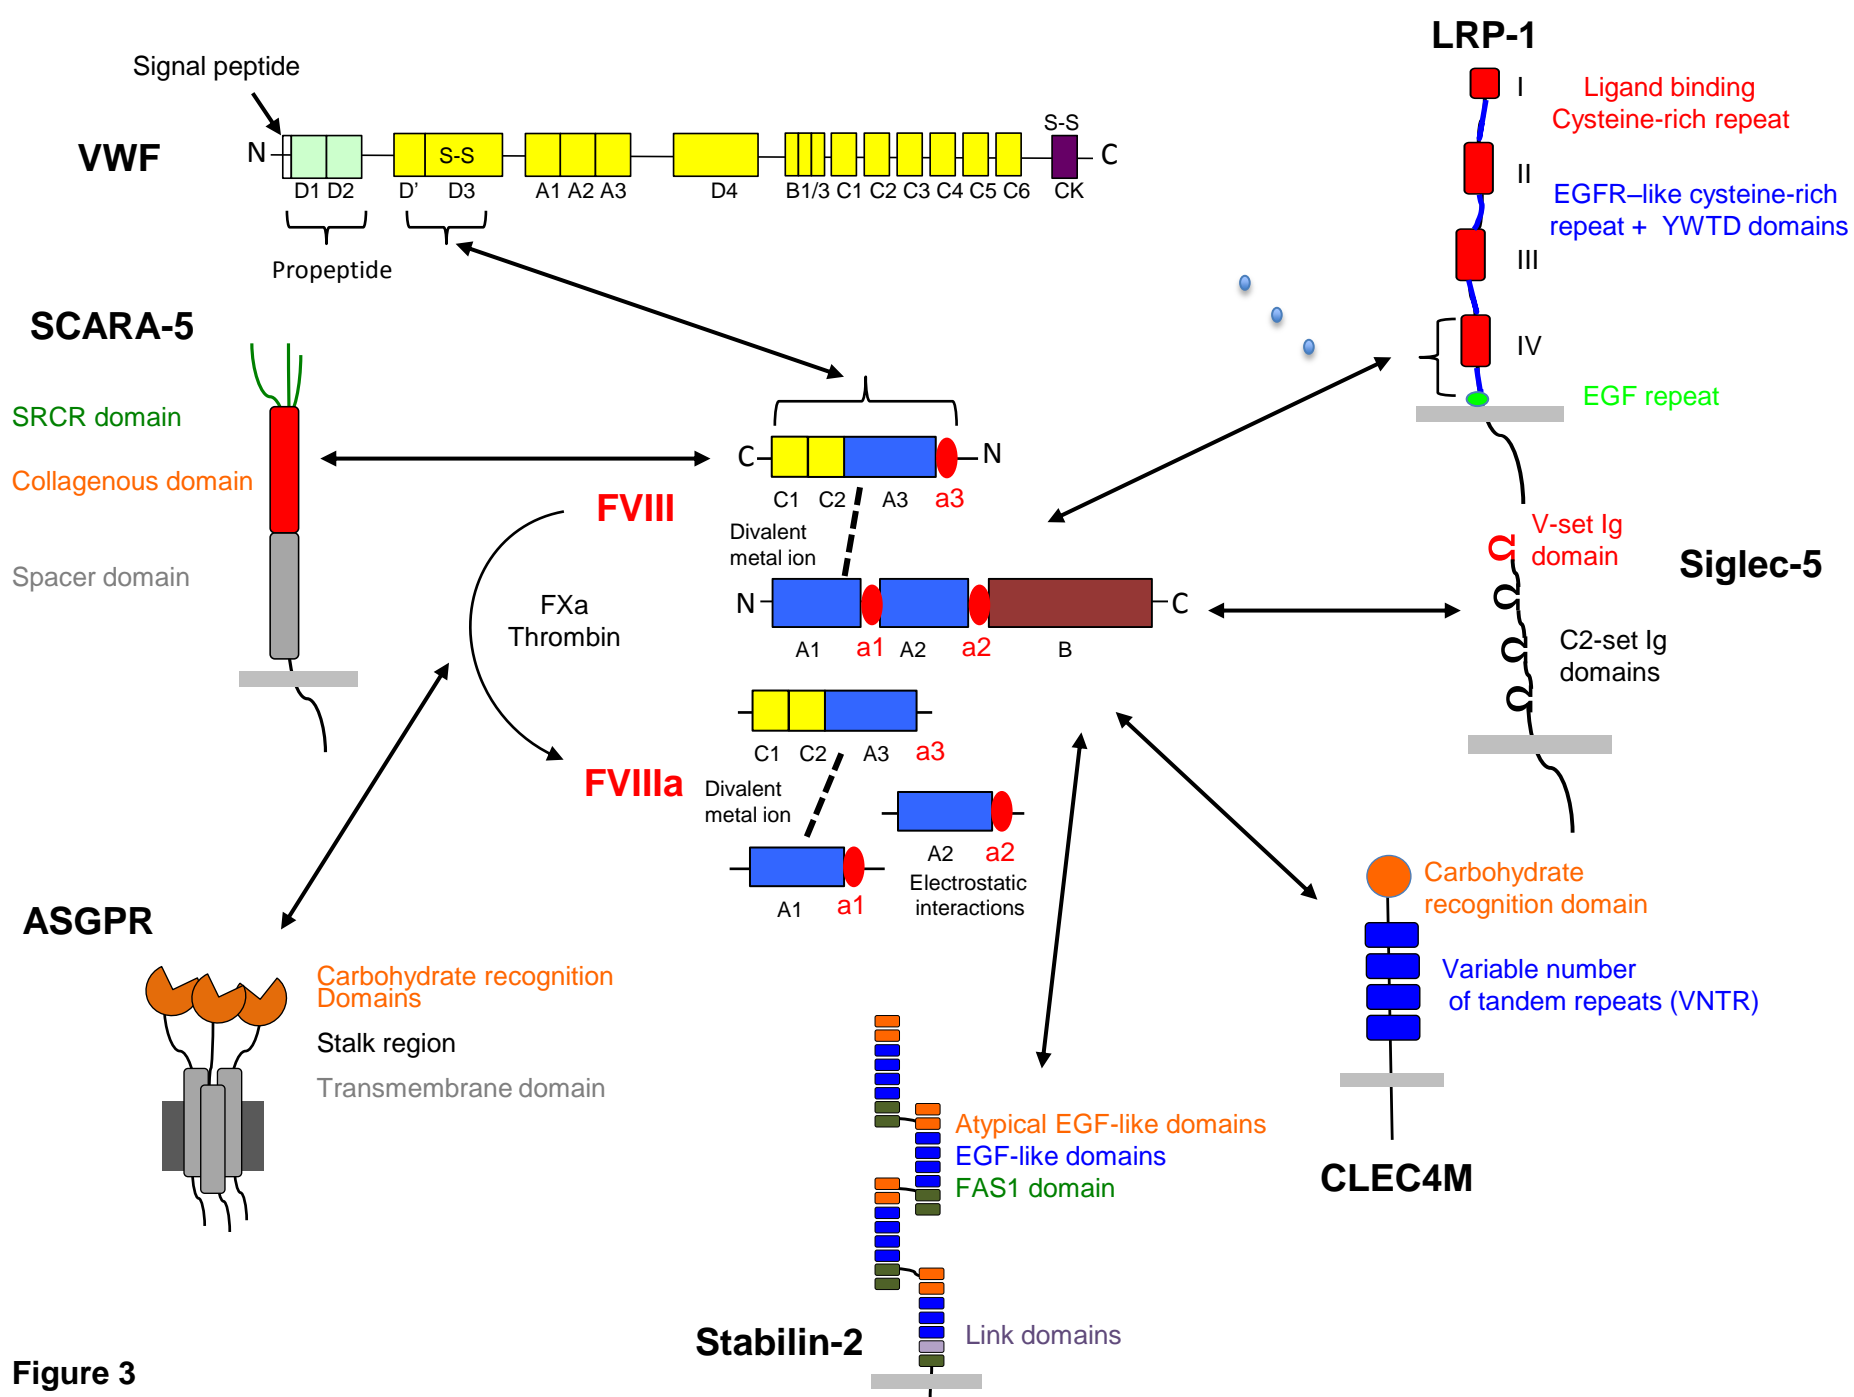 LRP-1
Signal peptide
I
Ligand binding
Cysteine-rich repeat
VWF
N
S-S
S-S
C
D1 D2
D' D3
A1 A2 A3
D4
B1/3 C1 C2 C3 C4 C5 C6
CK
II
EGFR–like cysteine-rich
repeat + YWTD domains
Propeptide
III
SCARA-5
IV
EGF repeat
SRCR domain
Collagenous domain
Spacer domain
C
N
C1 C2 A3 a3
FVIII
Divalent
metal ion
V-set Ig
domain
Siglec-5
FXa
Thrombin
N
C
A1 a1 A2 a2 B
C2-set Ig
domains
C1 C2 A3 a3
FVIIIa
Divalent
metal ion
A2 a2
Electrostatic
interactions
A1 a1
Carbohydrate
recognition domain
ASGPR
Carbohydrate recognition
Domains
Stalk region
Transmembrane domain
Variable number
of tandem repeats (VNTR)
Atypical EGF-like domains
EGF-like domains
FAS1 domain
CLEC4M
Stabilin-2
Link domains
Figure 3
Ω
Ω
Ω
Ω